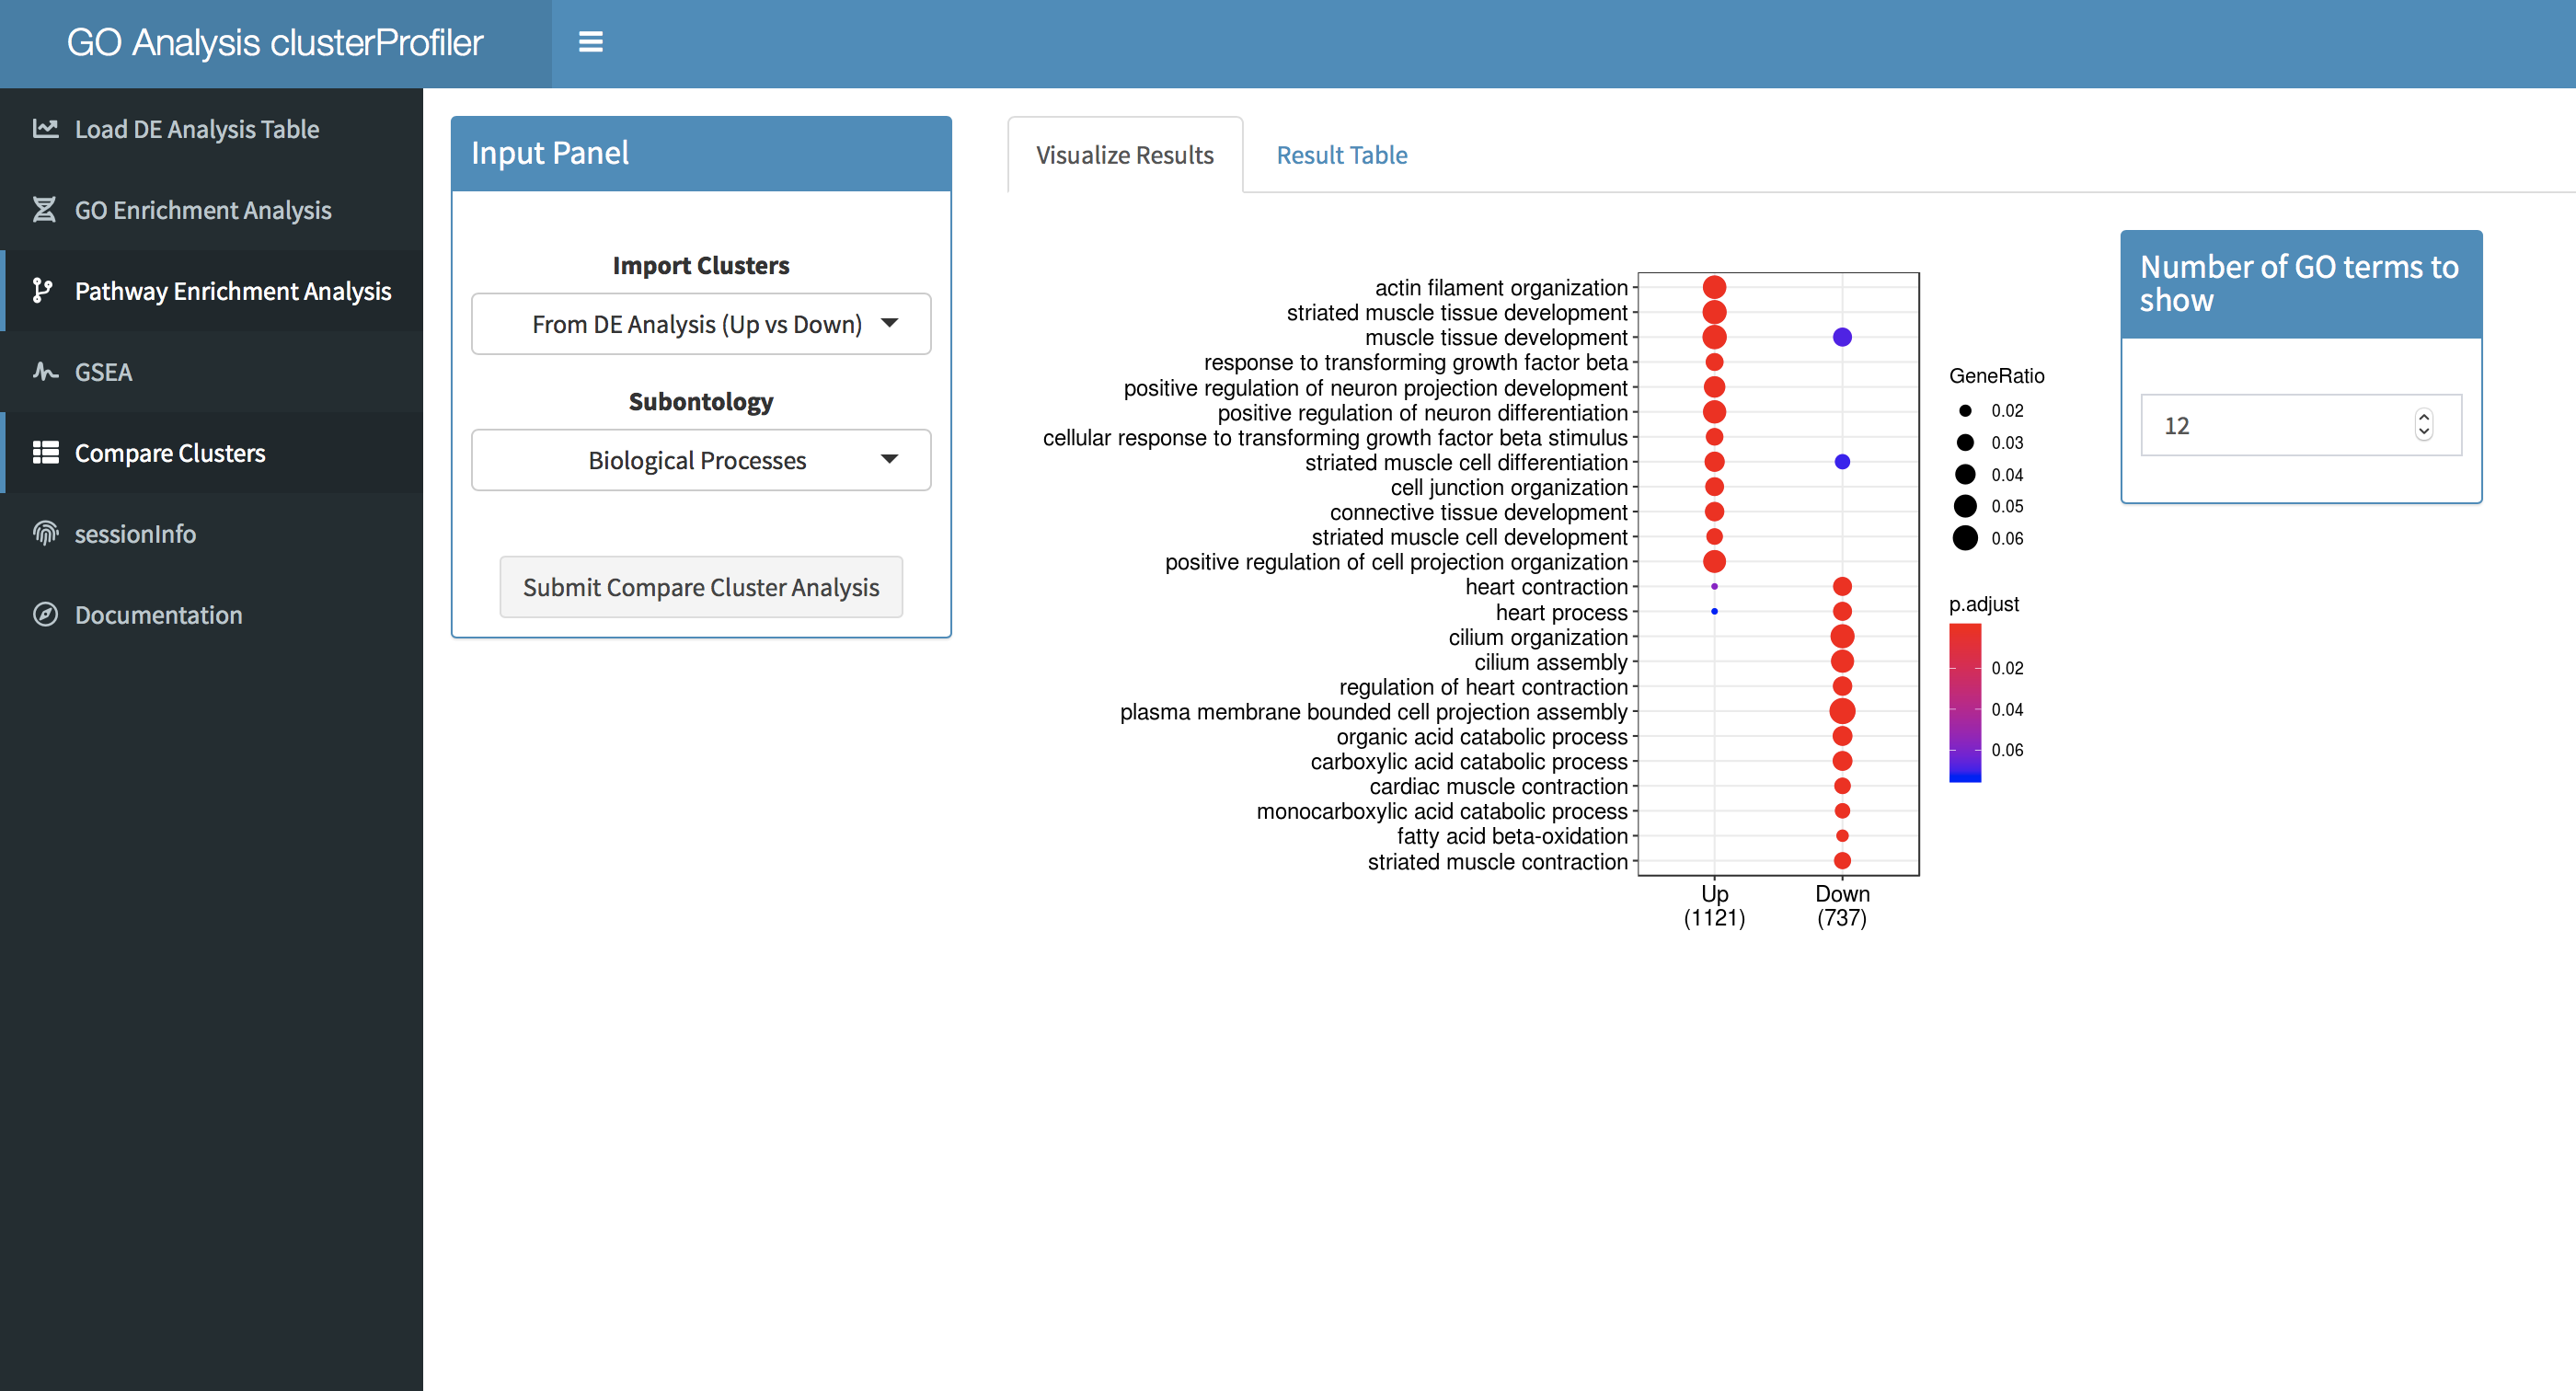 GO Analysis clusterProfiler
Load DE Analysis Table
GO Enrichment Analysis
Pathway Enrichment Analysis
GSEA
Compare Clusters
sessionInfo
Documentation
Input Panel
Import Clusters
From DE Analysis (Up vs Down)
Subontology
Biological Processes
Submit Compare Cluster Analysis
Visualize Results
Result Table
actin filament organization
striated muscle tissue development
muscle tissue development
response to transforming growth factor beta
positive regulation of neuron projection development
positive regulation of neuron differentiation
cellular response to transforming growth factor beta stimulus
striated muscle cell differentiation
cell junction organization
connective tissue development
striated muscle cell development
positive regulation of cell projection organization
heart contraction
heart process
cilium organization
cilium assembly
regulation of heart contraction
plasma membrane bounded cell projection assembly
organic acid catabolic process
carboxylic acid catabolic process
cardiac muscle contraction
monocarboxylic acid catabolic process
fatty acid beta-oxidation
striated muscle contraction
Up
(1121)
Down
(737)
GeneRatio
0.02
0.03
0.04
0.05
0.06
p.adjust
0.02
0.04
0.06
Number of GO terms to
show
12